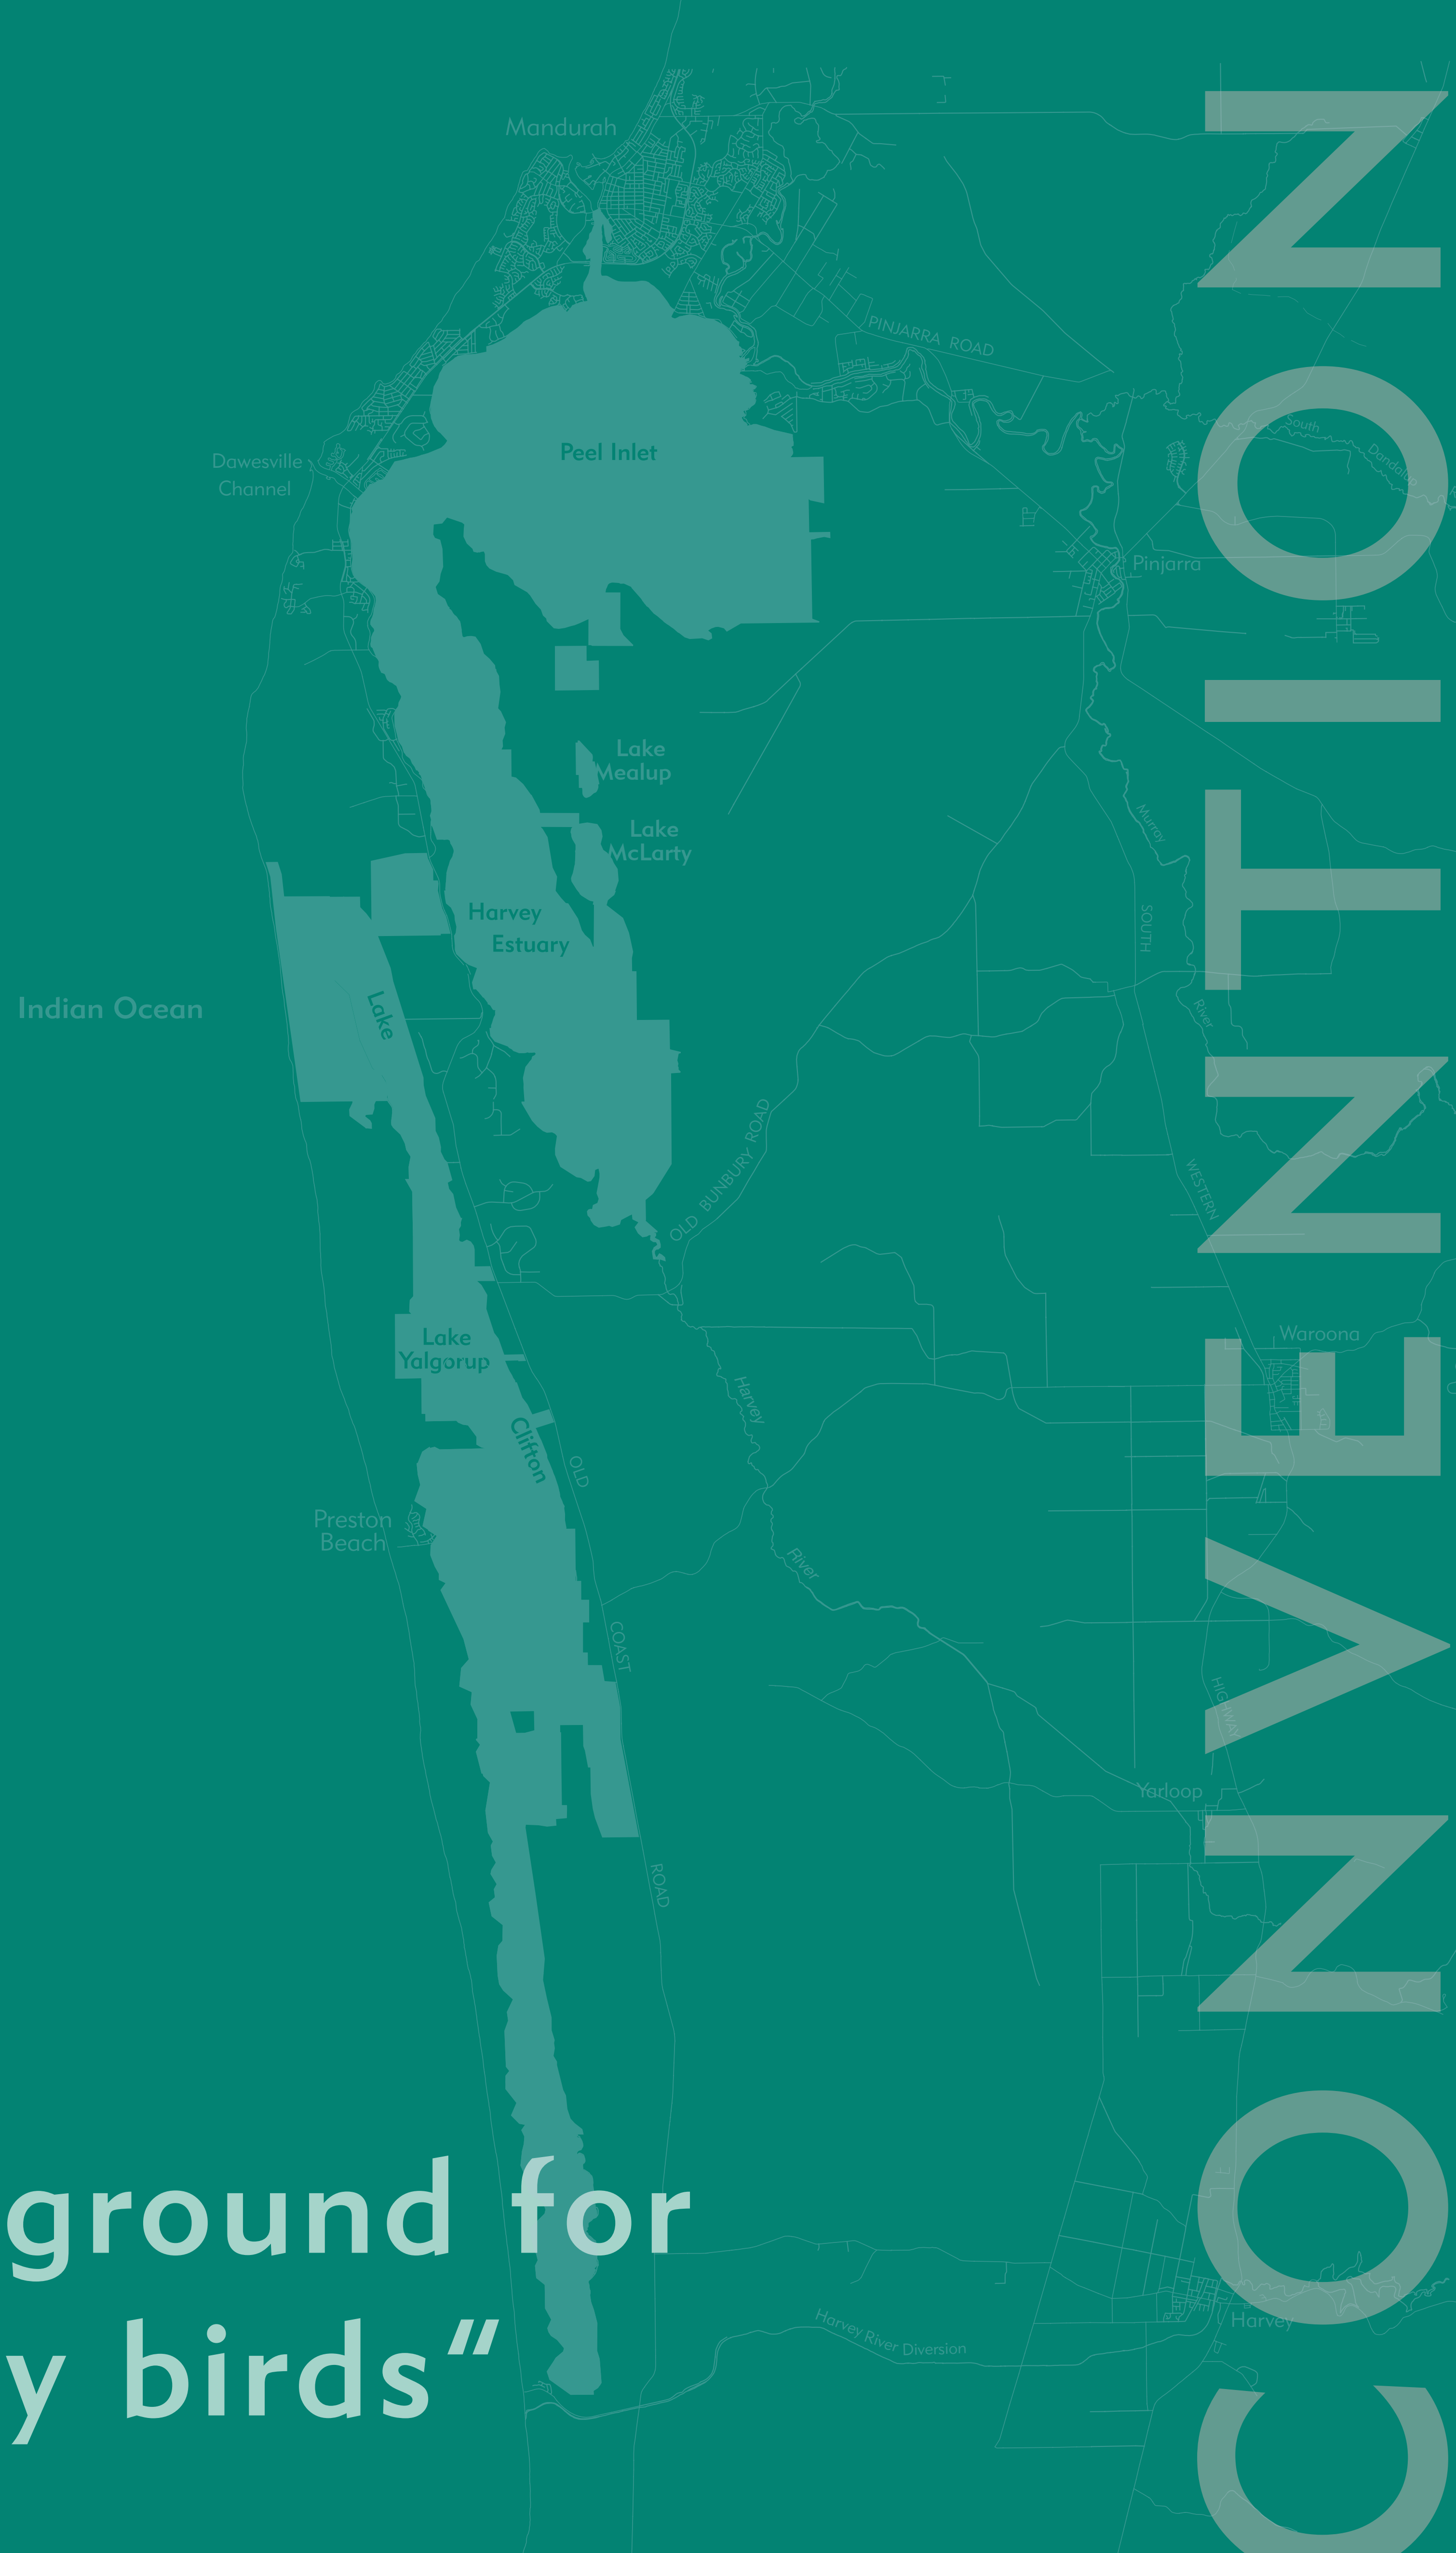 Mandurah
PINJARRA ROAD
Peel Inlet
Dawesville
Channel
South
Dandalup
Pinjarra
Lake
Mealup
Lake
McLarty
Murray
Harvey
Estuary
SOUTH
Indian Ocean
Lake
River
OLD BUNBURY ROAD
WESTERN
Lake
Yalgorup
Waroona
Harvey
Clifton
OLD
Preston
Beach
River
COAST
HIGHWAY
Yarloop
ROAD
ground for
y birds“
Harvey River Diversion
Harvey
CONVENTION